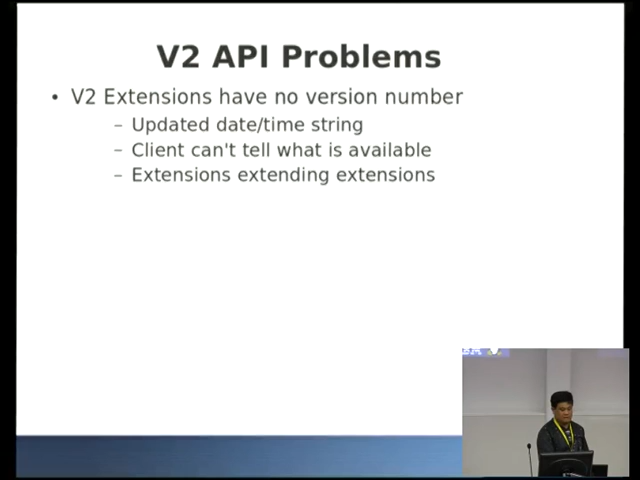 V2 API Problems
• V2 Extensions have no version number
– Updated date/time string
– Client can't tell what is available
– Extensions extending extensions